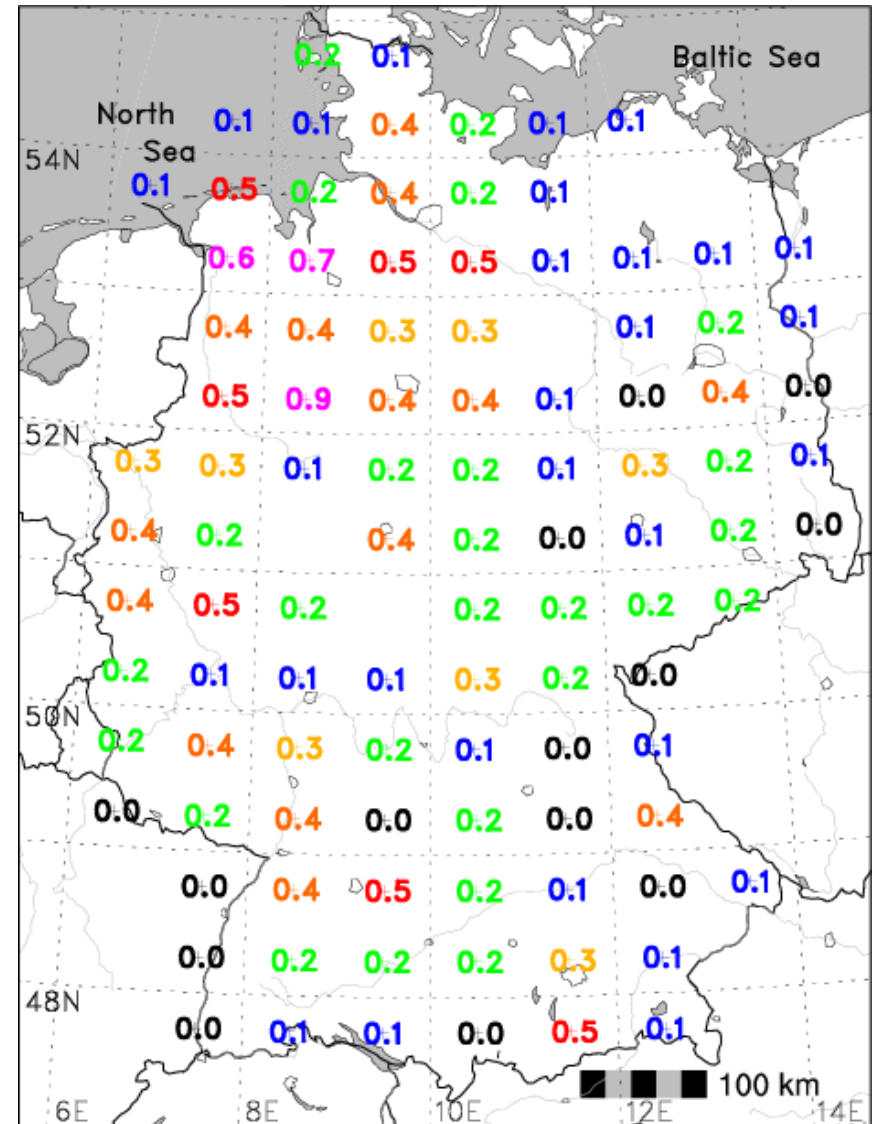 0.2 0.1 Baltic Sea
North 0.1 0.1 0.4 0.2 0.1 0.1
Sea
54N
0.1 0.5 0.2 0.4 0.2 0.1
0.6 0.7 0.5 0.5 0.1 0.1 0.1 0.1
0.4 0.4 0.3 0.3 0.1 0.2 0.1
0.5 0.9 0.4 0.4 0.1 0.0 0.4 0.0
52N
0.3 0.3 0.1 0.2 0.2 0.1 0.3 0.2 0.1
0.4 0.2 0.4 0.2 0.0 0.1 0.2 0.0
0.4 0.5 0.2 0.2 0.2 0.2 0.2
0.2 0.1 0.1 0.1 0.3 0.2 0.0
50N
0.2 0.4 0.3 0.2 0.1 0.0 0.1
0.0 0.2 0.4 0.0 0.2 0.0 0.4
0.0 0.4 0.5 0.2 0.1 0.0 0.1
0.0 0.2 0.2 0.2 0.3 0.1
48N
0.0 0.1 0.1 0.0 0.5 0.1
100 km
6E 8E 10E 12E 14E